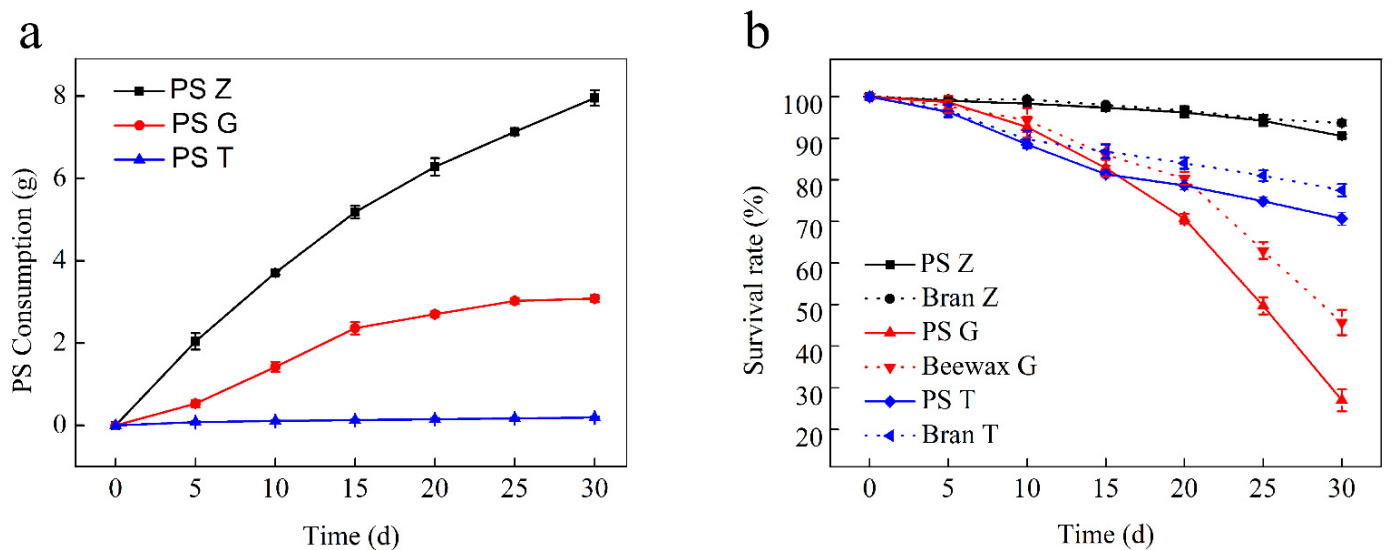 a
PS Consumption (g)
8
6
4
2
0
PS Z
PS G
PS T
0 5 10 15 20 25 30
Time (d)
b
Survival rate (%)
100
90
80
70
60
50
40
30
20
PS Z
Bran Z
PS G
Beewax G
PS T
Bran T
0 5 10 15 20 25 30
Time (d)